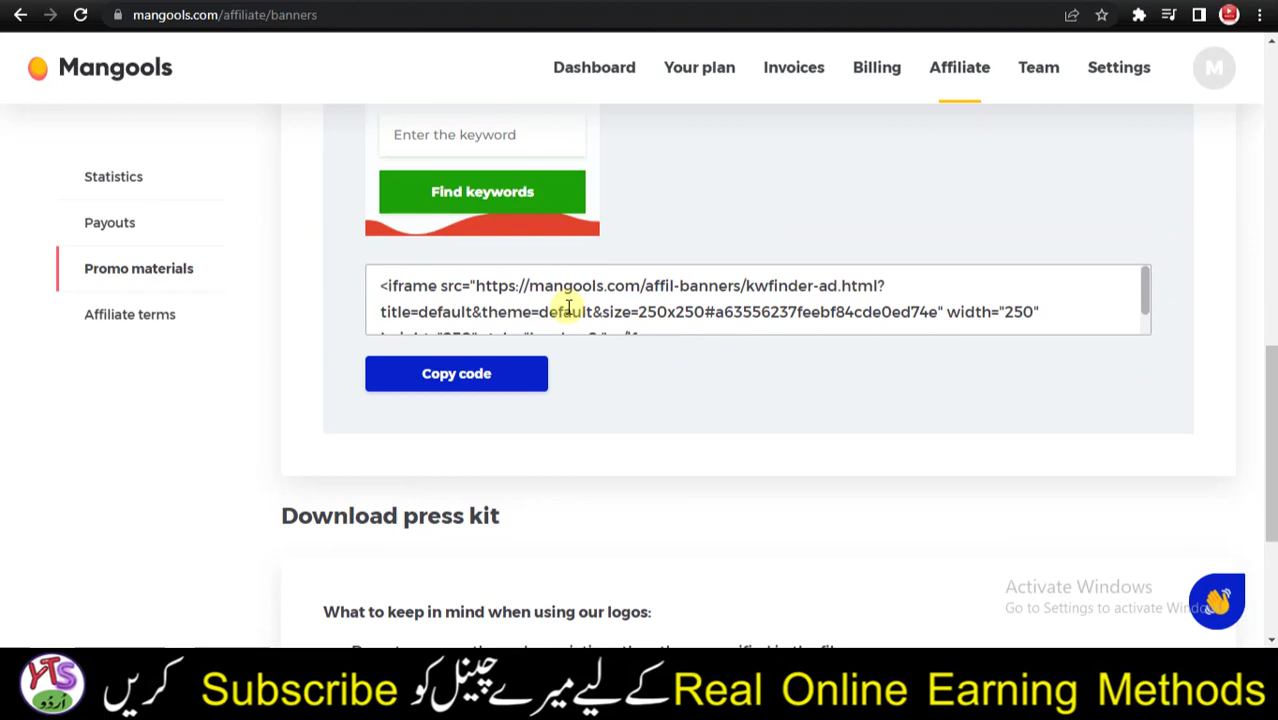 mangools.com/affiliate/banners
Mangools
Dashboard
Your plan
Invoices
Billing
Affiliate
Team
Settings
M
Statistics
Payouts
Promo materials
Affiliate terms
Enter the keyword
Find keywords
<iframe src="https://mangools.com/affil-banners/kwfinder-ad.html?
title=default&theme=default&size=250x250#a63556237feebf84cde0ed74e" width="250"
Copy code
Download press kit
What to keep in mind when using our logos:
Activate Windows
Go to Settings to activate Windo
YTS اردو
Real Online Earning Methods کے لیے میرے چینل کو Subscribe کریں